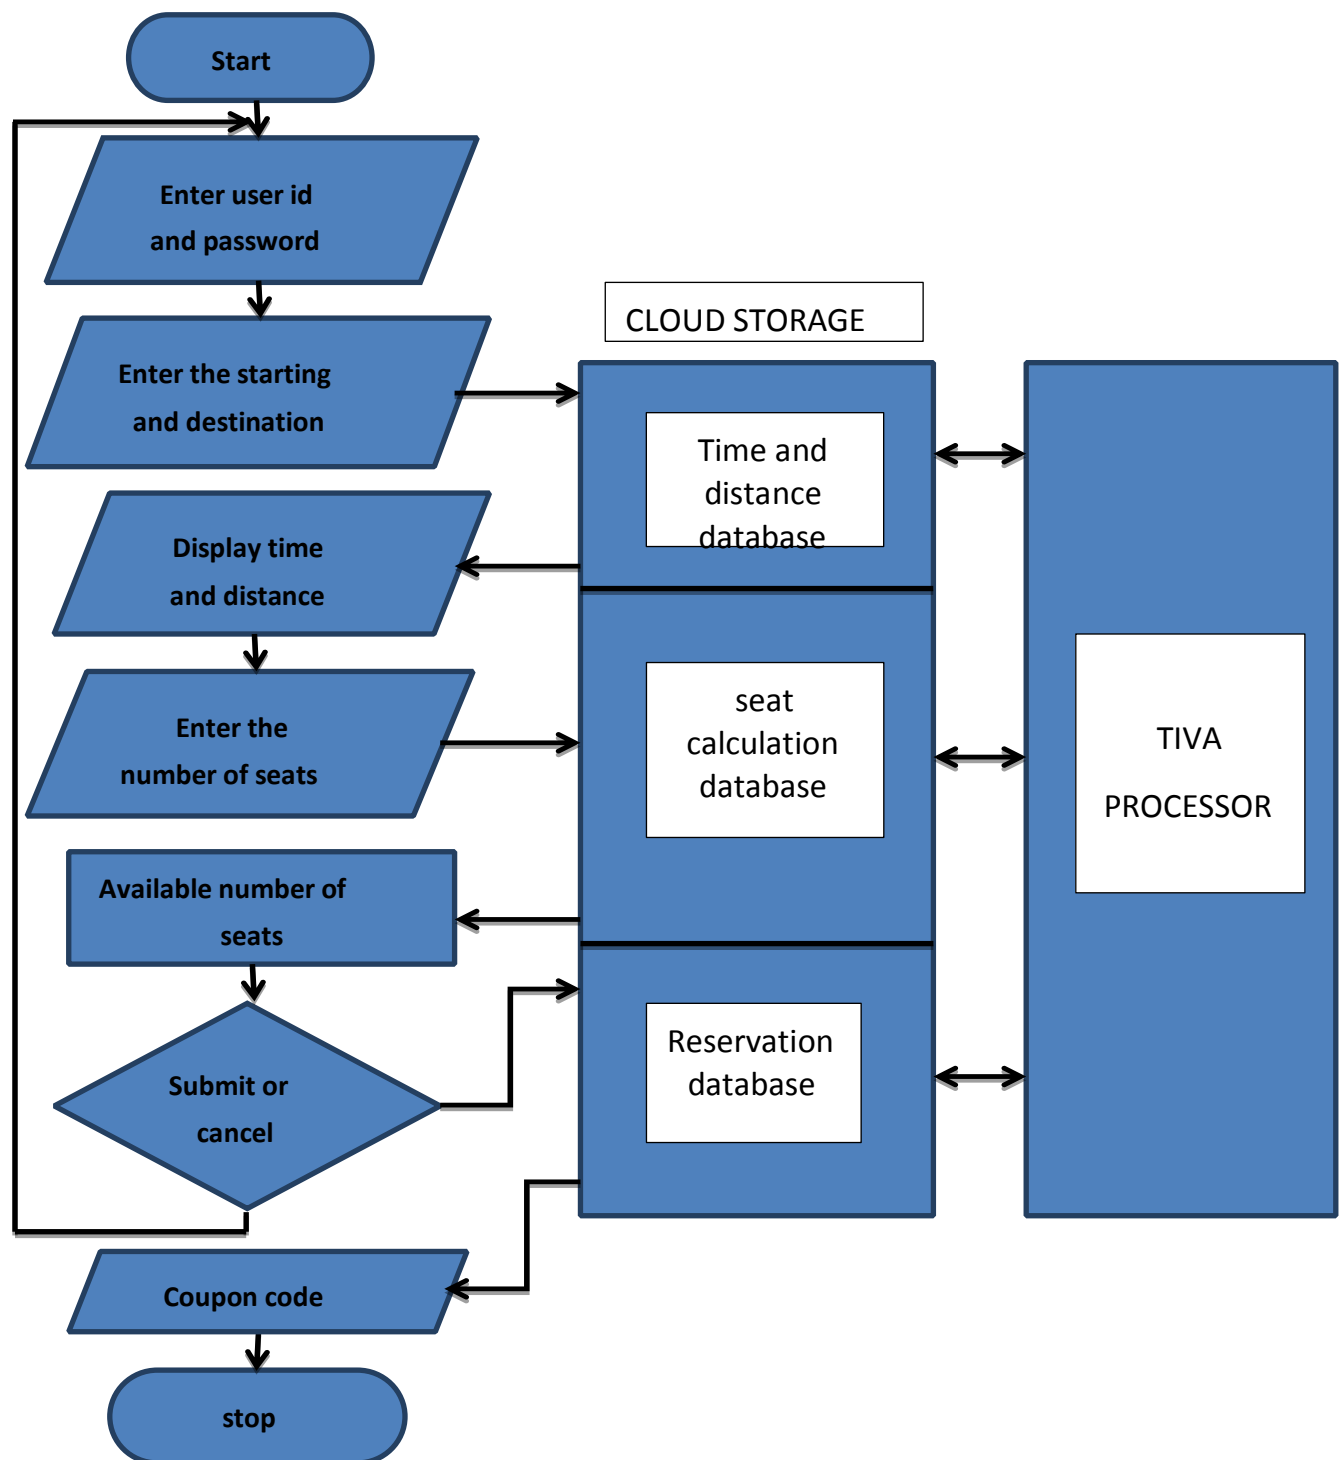 Start
Enter user id
and password
Enter the starting
and destination
Display time
and distance
Enter the
number of seats
Available number of
seats
Submit or
cancel
Coupon code
stop
CLOUD STORAGE
Time and
distance
database
seat
calculation
database
Reservation
database
TIVA
PROCESSOR